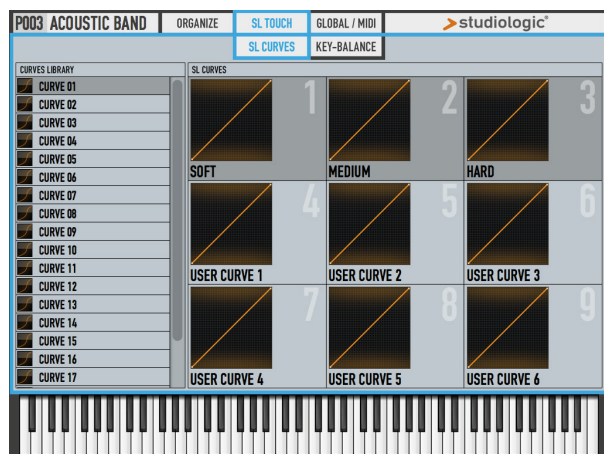 P003 ACOUSTIC BAND
ORGANIZE
SL TOUCH
GLOBAL / MIDI
studiologic®
SL CURVES
KEY-BALANCE
CURVES LIBRARY
CURVE 01
CURVE 02
CURVE 03
CURVE 04
CURVE 05
CURVE 06
CURVE 07
CURVE 08
CURVE 09
CURVE 10
CURVE 11
CURVE 12
CURVE 13
CURVE 14
CURVE 15
CURVE 16
CURVE 17
SL CURVES
1
SOFT
2
MEDIUM
3
HARD
4
USER CURVE 1
5
USER CURVE 2
6
USER CURVE 3
7
USER CURVE 4
8
USER CURVE 5
9
USER CURVE 6